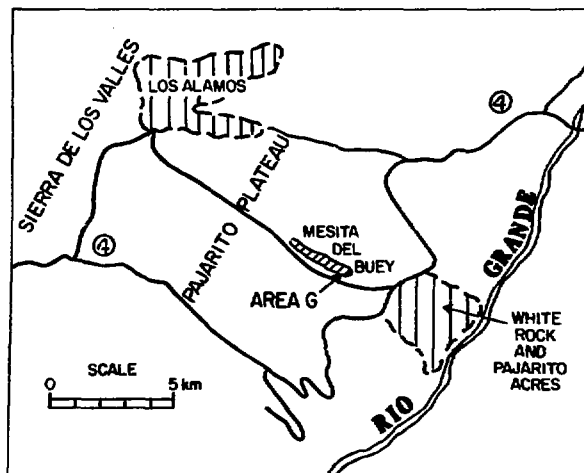 SIERRA DE LOS VALLES
LOS ALAMOS
④
PLATEAU
PAJARITO
MESITA
DEL
BUEY
AREA G
④
GRANDE
RIO
WHITE
ROCK
AND
PAJARITO
ACRES
SCALE
0 5 km